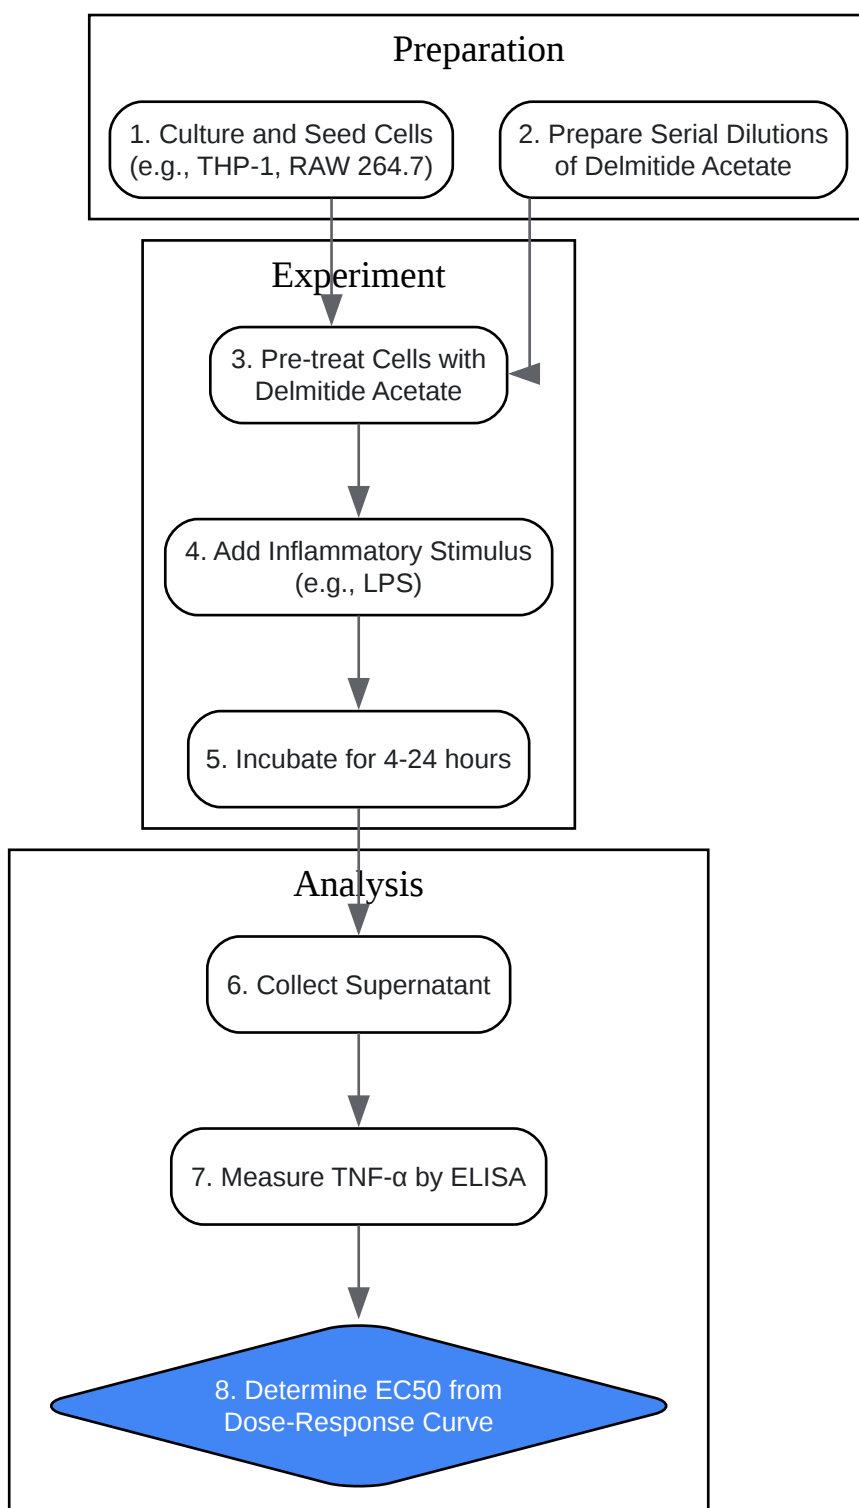 Preparation
1. Culture and Seed Cells
(e.g., THP-1, RAW 264.7)
2. Prepare Serial Dilutions
of Delmitide Acetate
Experiment
3. Pre-treat Cells with
Delmitide Acetate
4. Add Inflammatory Stimulus
(e.g., LPS)
5. Incubate for 4-24 hours
Analysis
6. Collect Supernatant
7. Measure TNF-α by ELISA
8. Determine EC50 from
Dose-Response Curve